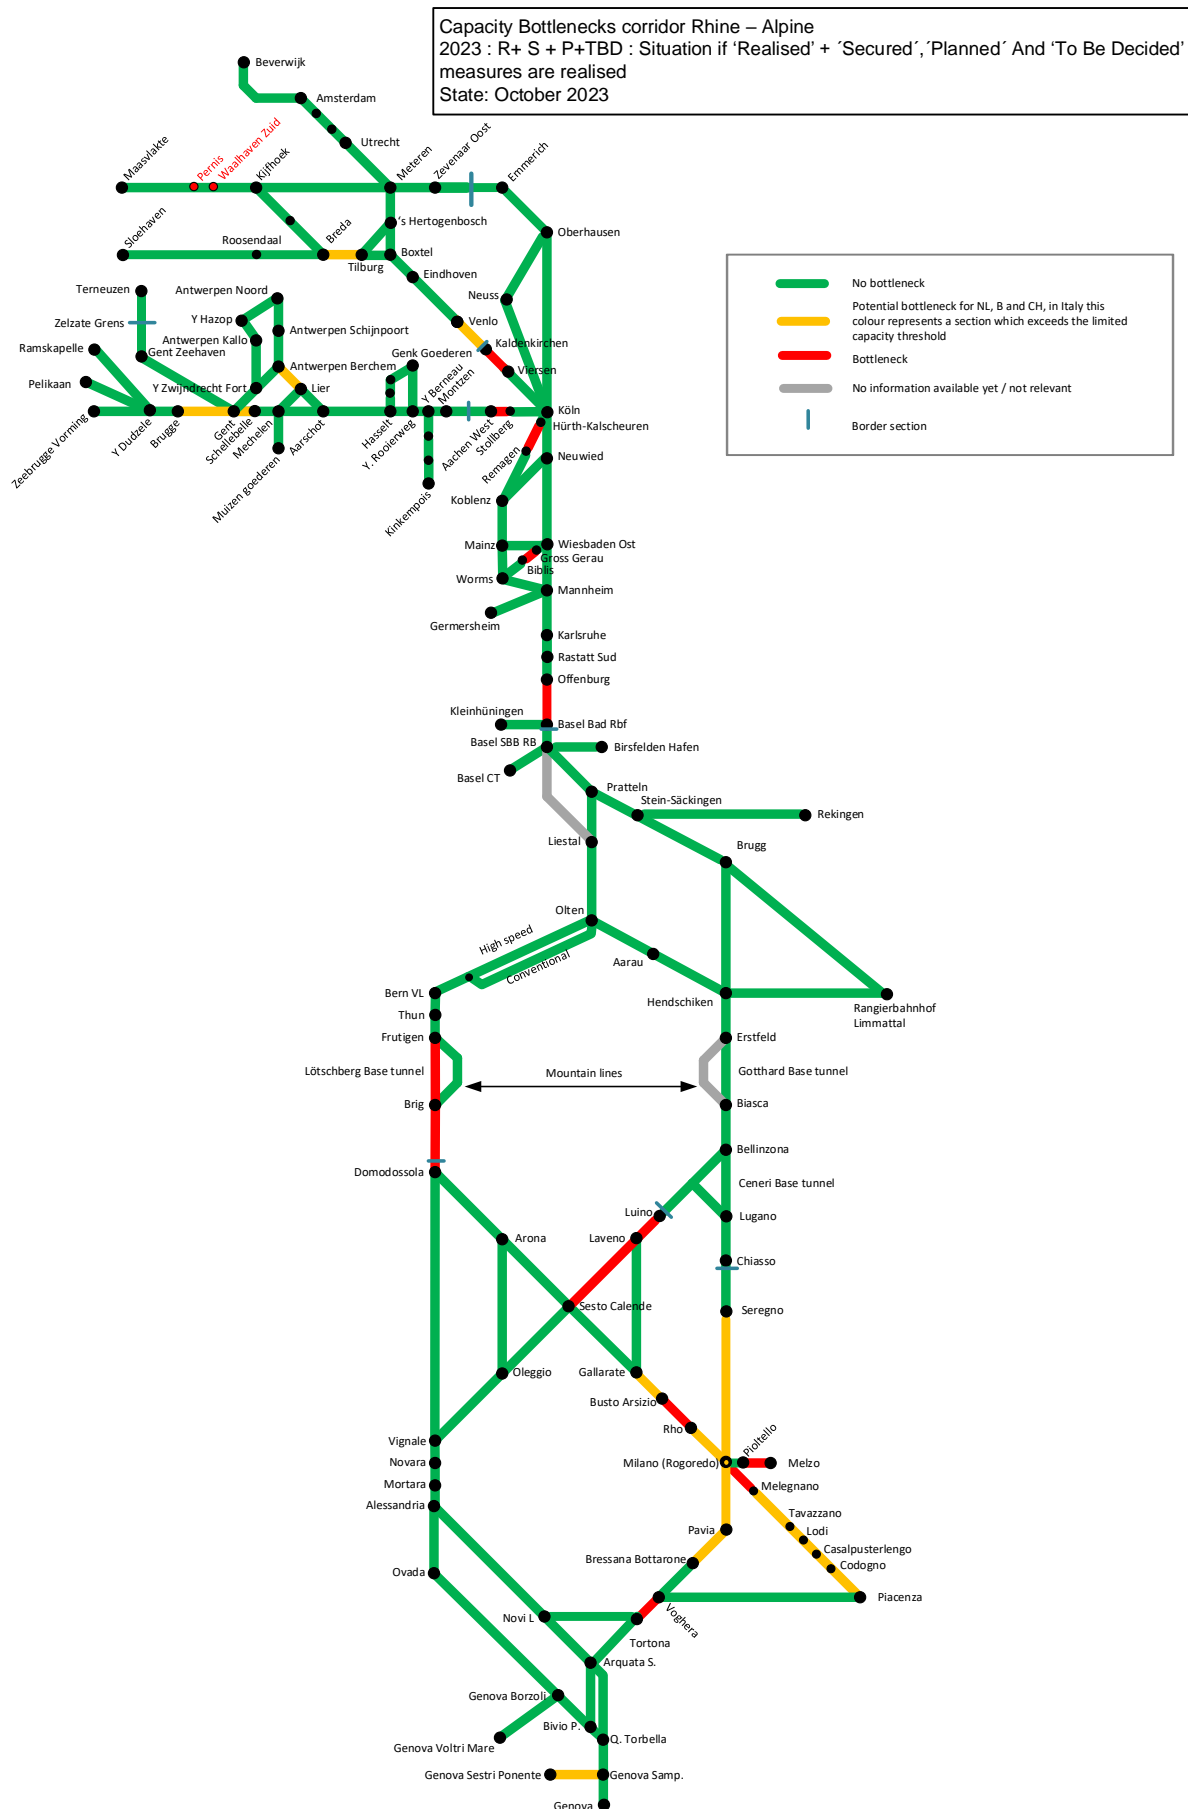 Capacity Bottlenecks corridor Rhine – Alpine
2023 : R+ S + P+TBD : Situation if ‘Realised’ + ´Secured´,´Planned´ And ‘To Be Decided’
measures are realised
State: October 2023
Beverwijk
Amsterdam
Utrecht
Maasvlakte
Pernis
Waalhaven Zuid
Kijfhoek
Meteren
Zevenaar Oost
Emmerich
Sloehaven
Roosendaal
Breda
Tilburg
‘s Hertogenbosch
Boxtel
Oberhausen
Eindhoven
Neuss
Venlo
Kaldenkirchen
Viersen
No bottleneck
Potential bottleneck for NL, B and CH, in Italy this
colour represents a section which exceeds the limited
capacity threshold
Bottleneck
No information available yet / not relevant
Border section
Terneuzen
Zelzate Grens
Gent Zeehaven
Antwerpen Noord
Y Hazop
Antwerpen Schijnpoort
Antwerpen Kallo
Antwerpen Berchem
Genk Goederen
Y Berneau
Montzen
Ramskapelle
Pelikaan
Y Zwijndrecht Fort
Lier
Zeebrugge Vorming
Y Dudzele
Brugge
Gent
Schellebelle
Mechelen
Muizen goederen
Aarschot
Hasselt
Y. Rooierweg
Kinkempois
Aachen West
Stollberg
Köln
Hürth-Kalscheuren
Remagen
Neuwied
Koblenz
Mainz
Wiesbaden Ost
Gross Gerau
Biblis
Worms
Mannheim
Germersheim
Karlsruhe
Rastatt Sud
Offenburg
Kleinhüningen
Basel Bad Rbf
Basel SBB RB
Birsfelden Hafen
Basel CT
Pratteln
Stein-Säckingen
Rekingen
Liestal
Brugg
Olten
High speed
Conventional
Aarau
Bern VL
Hendschiken
Rangierbahnhof
Limmattal
Thun
Frutigen
Erstfeld
Lötschberg Base tunnel
Mountain lines
Gotthard Base tunnel
Brig
Biasca
Bellinzona
Domodossola
Ceneri Base tunnel
Luino
Lugano
Arona
Laveno
Chiasso
Sesto Calende
Seregno
Oleggio
Gallarate
Busto Arsizio
Rho
Vignale
Novara
Milano (Rogoredo)
Pioltello
Melzo
Mortara
Melegnano
Alessandria
Tavazzano
Lodi
Pavia
Casalpusterlengo
Codogno
Bressana Bottarone
Ovada
Piacenza
Voghera
Novi L
Tortona
Arquata S.
Genova Borzoli
Bivio P.
Q. Torbella
Genova Voltri Mare
Genova Sestri Ponente
Genova Samp.
Genova